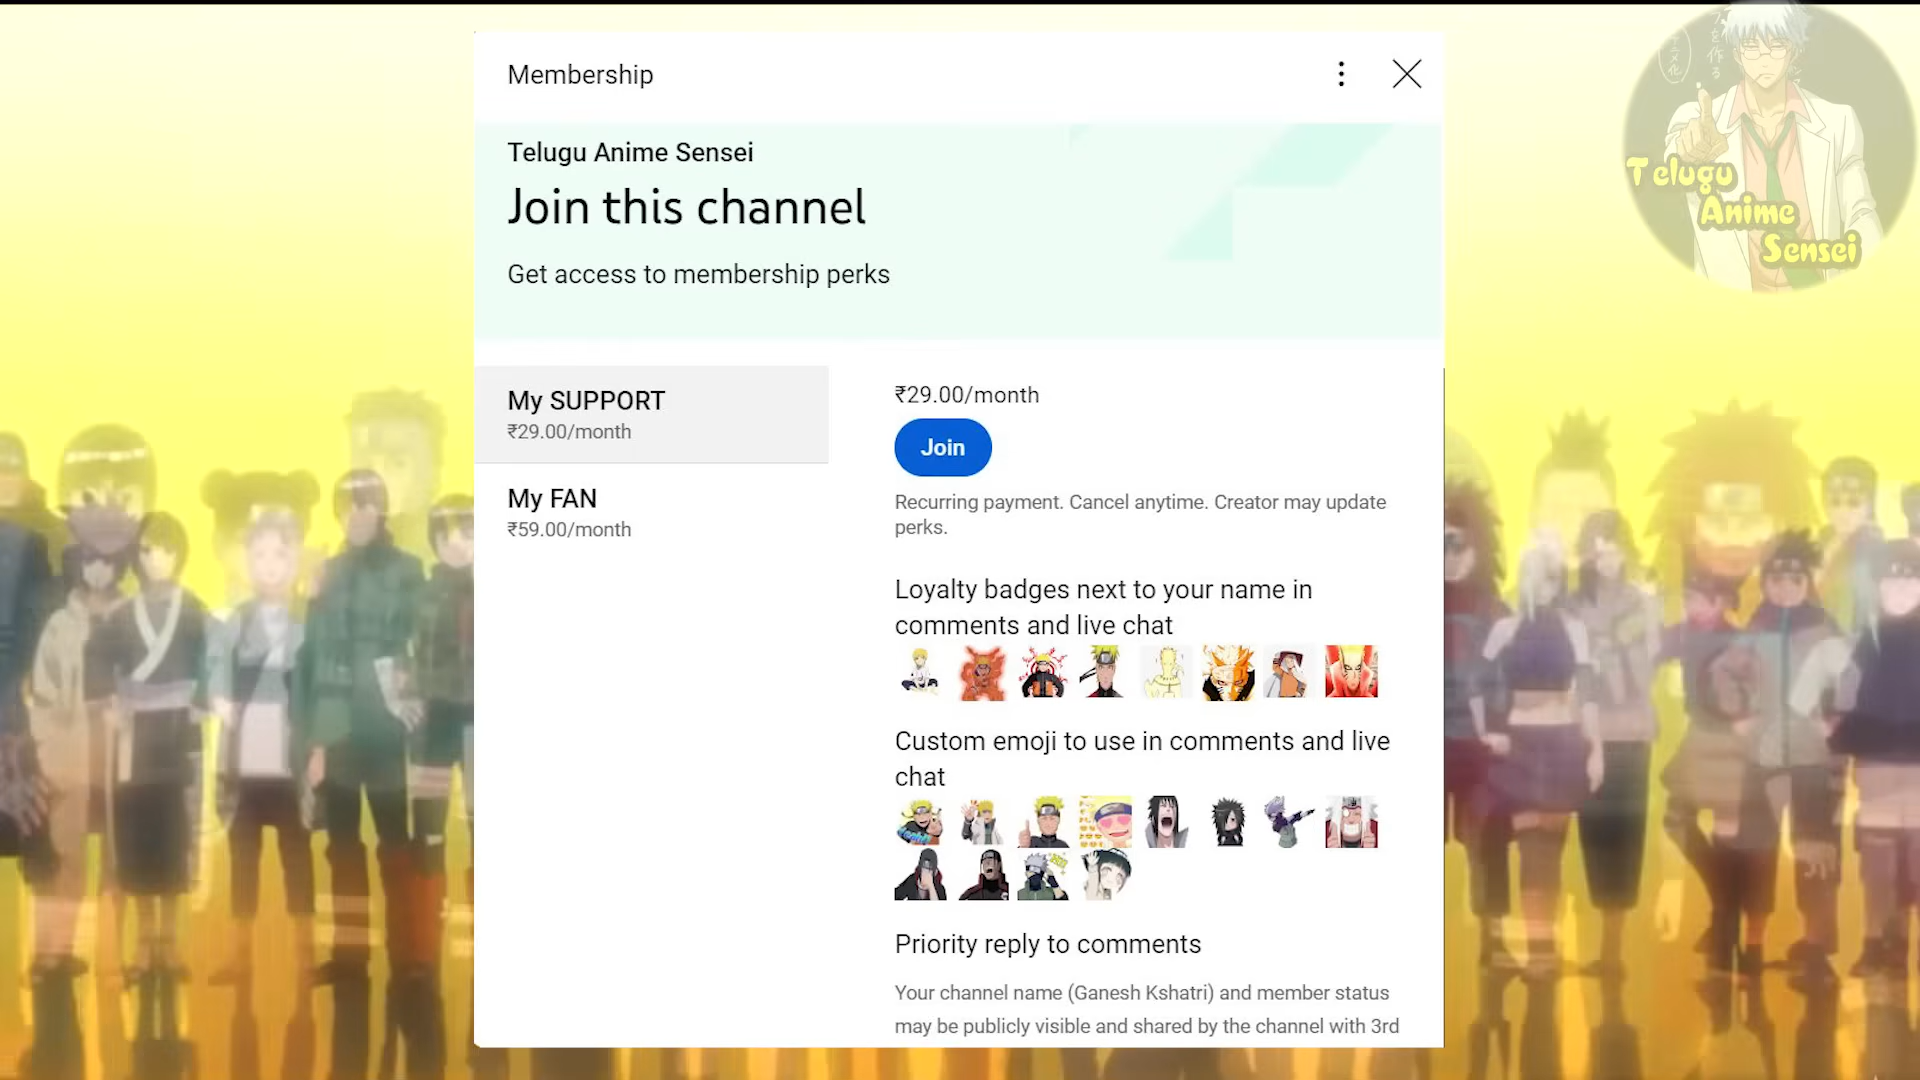 Membership
Telugu Anime Sensei
Join this channel
Get access to membership perks
My SUPPORT
₹29.00/month
My FAN
₹59.00/month
₹29.00/month
Join
Recurring payment. Cancel anytime. Creator may update
perks.
Loyalty badges next to your name in
comments and live chat
Custom emoji to use in comments and live
chat
Priority reply to comments
Your channel name (Ganesh Kshatri) and member status
may be publicly visible and shared by the channel with 3rd
Telugu
Anime
Sensei